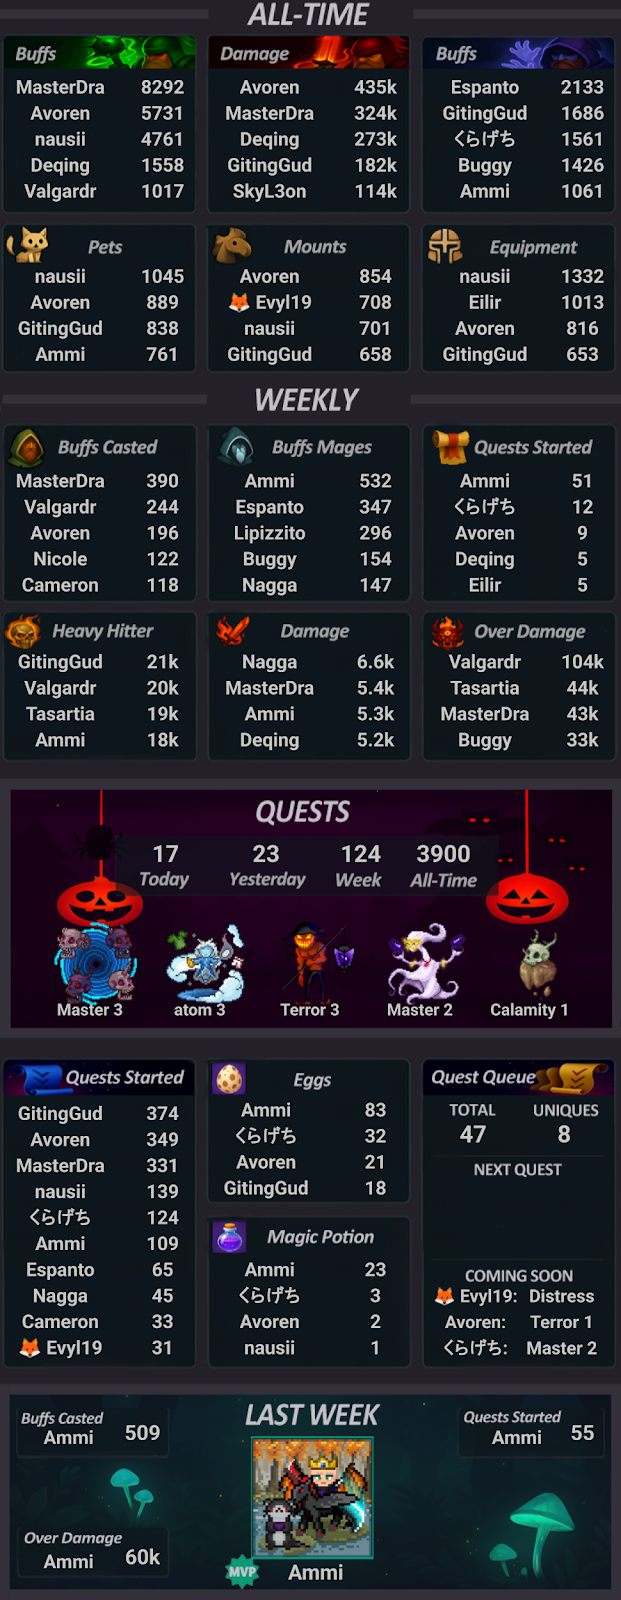 ALL-TIME
Buffs
MasterDra 8292
Avoren 5731
nausii 4761
Deqing 1558
Valgardr 1017
Damage
Avoren 435k
MasterDra 324k
Deqing 273k
GitingGud 182k
SkyL3on 114k
Buffs
Espanto 2133
GitingGud 1686
くらげち 1561
Buggy 1426
Ammi 1061
Pets
nausii 1045
Avoren 889
GitingGud 838
Ammi 761
Mounts
Avoren 854
🦊 Evyl19 708
nausii 701
GitingGud 658
Equipment
nausii 1332
Eilir 1013
Avoren 816
GitingGud 653
WEEKLY
Buffs Casted
MasterDra 390
Valgardr 244
Avoren 196
Nicole 122
Cameron 118
Buffs Mages
Ammi 532
Espanto 347
Lipizzito 296
Buggy 154
Nagga 147
Quests Started
Ammi 51
くらげち 12
Avoren 9
Deqing 5
Eilir 5
Heavy Hitter
GitingGud 21k
Valgardr 20k
Tasartia 19k
Ammi 18k
Damage
Nagga 6.6k
MasterDra 5.4k
Ammi 5.3k
Deqing 5.2k
Over Damage
Valgardr 104k
Tasartia 44k
MasterDra 43k
Buggy 33k
QUESTS
17 23 124 3900
Today Yesterday Week All-Time
Master 3 atom 3 Terror 3 Master 2 Calamity 1
Quests Started
GitingGud 374
Avoren 349
MasterDra 331
nausii 139
くらげち 124
Ammi 109
Espanto 65
Nagga 45
Cameron 33
🦊 Evyl19 31
Eggs
Ammi 83
くらげち 32
Avoren 21
GitingGud 18
Magic Potion
Ammi 23
くらげち 3
Avoren 2
nausii 1
Quest Queue
TOTAL UNIQUES
47 8
NEXT QUEST
COMING SOON
🦊 Evyl19: Distress
Avoren: Terror 1
くらげち: Master 2
LAST WEEK
Buffs Casted
Ammi 509
Quests Started
Ammi 55
Over Damage
Ammi 60k
MVP Ammi